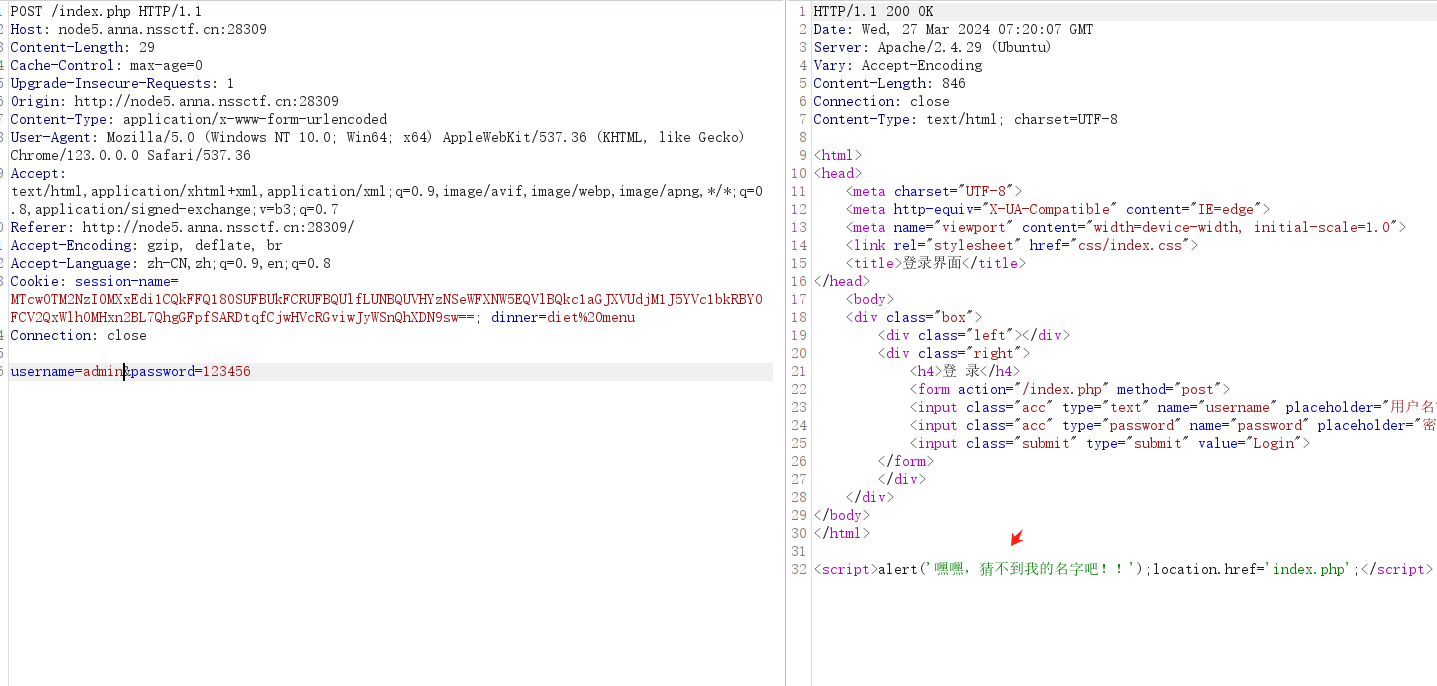 POST /index.php HTTP/1.1
Host: node5.anna.nssctf.cn:28309
Content-Length: 29
Cache-Control: max-age=0
Upgrade-Insecure-Requests: 1
Origin: http://node5.anna.nssctf.cn:28309
Content-Type: application/x-www-form-urlencoded
User-Agent: Mozilla/5.0 (Windows NT 10.0; Win64; x64) AppleWebKit/537.36 (KHTML, like Gecko)
Chrome/123.0.0.0 Safari/537.36
Accept:
text/html,application/xhtml+xml,application/xml;q=0.9,image/avif,image/webp,image/apng,*/*;q=0
.8,application/signed-exchange;v=b3;q=0.7
Referer: http://node5.anna.nssctf.cn:28309/
Accept-Encoding: gzip, deflate, br
Accept-Language: zh-CN,zh;q=0.9,en;q=0.8
Cookie: session-name=
dinner=diet%20menu
Connection: close
username=admin&password=123456
1 HTTP/1.1 200 OK
2 Date: Wed, 27 Mar 2024 07:20:07 GMT
3 Server: Apache/2.4.29 (Ubuntu)
4 Vary: Accept-Encoding
5 Content-Length: 846
6 Connection: close
7 Content-Type: text/html; charset=UTF-8
8
9 <html>
10 <head>
11 <meta charset="UTF-8">
12 <meta http-equiv="X-UA-Compatible" content="IE=edge">
13 <meta name="viewport" content="width=device-width, initial-scale=1.0">
14 <link rel="stylesheet" href="css/index.css">
15 <title>登录界面</title>
16 </head>
17 <body>
18 <div class="box">
19 <div class="left"></div>
20 <div class="right">
21 <h4>登 录</h4>
22 <form action="/index.php" method="post">
23 <input class="acc" type="text" name="username" placeholder="用户名
24 <input class="acc" type="password" name="password" placeholder="密
25 <input class="submit" type="submit" value="Login">
26 </form>
27 </div>
28 </div>
29 </body>
30 </html>
31
32 <script>alert('嘿嘿，猜不到我的名字吧！！');location.href='index.php';</script>